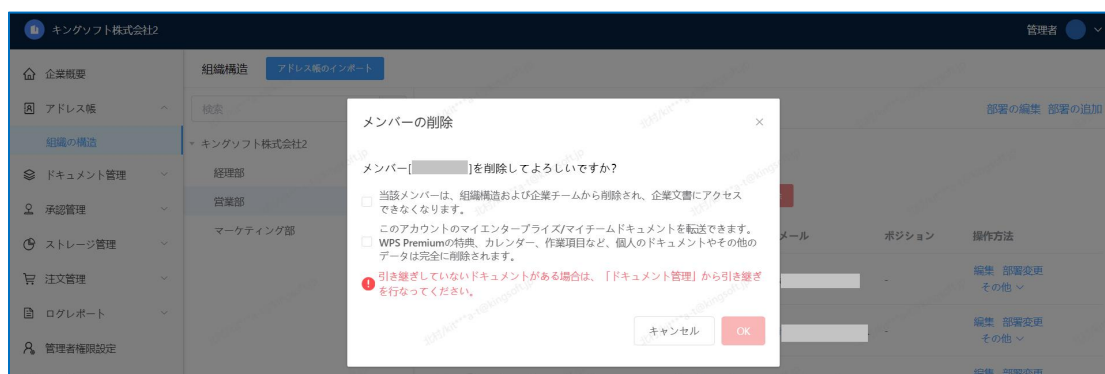 キングソフト株式会社2
管理者
企業概要
アドレス帳
組織の構造
ドキュメント管理
承認管理
ストレージ管理
注文管理
ログレポート
管理者権限設定
組織構造
アドレス帳のインポート
検索
キングソフト株式会社2
経理部
営業部
マーケティング部
部署の編集 部署の追加
メンバーの削除
メンバー[ ]を削除してよろしいですか?
当該メンバーは、組織構造および企業チームから削除され、企業文書にアクセス
できなくなります。
このアカウントのマイエンタープライズ/マイチームドキュメントを転送できます。
WPS Premiumの特典、カレンダー、作業項目など、個人のドキュメントやその他の
データは完全に削除されます。
引き継ぎしていないドキュメントがある場合は、「ドキュメント管理」から引き継ぎ
を行なってください。
キャンセル
OK
メール
ポジション
操作方法
-
編集 部署変更
その他
-
編集 部署変更
その他
編集 部署変更